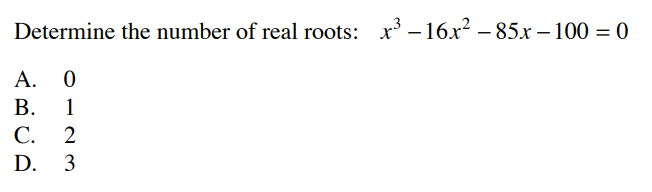 Determine the number of real roots: x³ – 16x² – 85x – 100 = 0
A. 0
B. 1
C. 2
D. 3